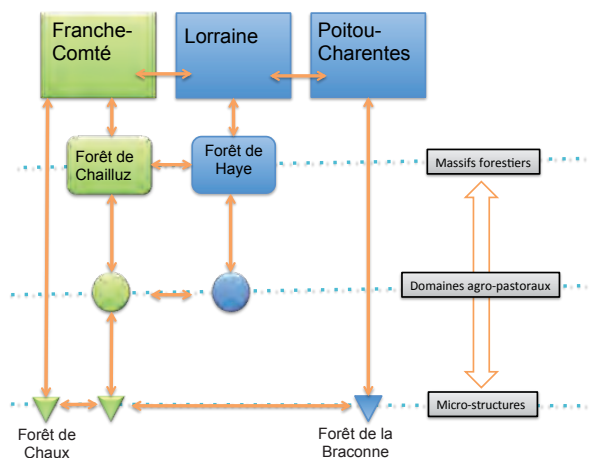 Franche-
Comté
Lorraine
Poitou-
Charentes
Forêt de
Chailluz
Forêt de
Haye
Massifs forestiers
Domaines agro-pastoraux
Micro-structures
Forêt de
Chaux
Forêt de la
Braconne